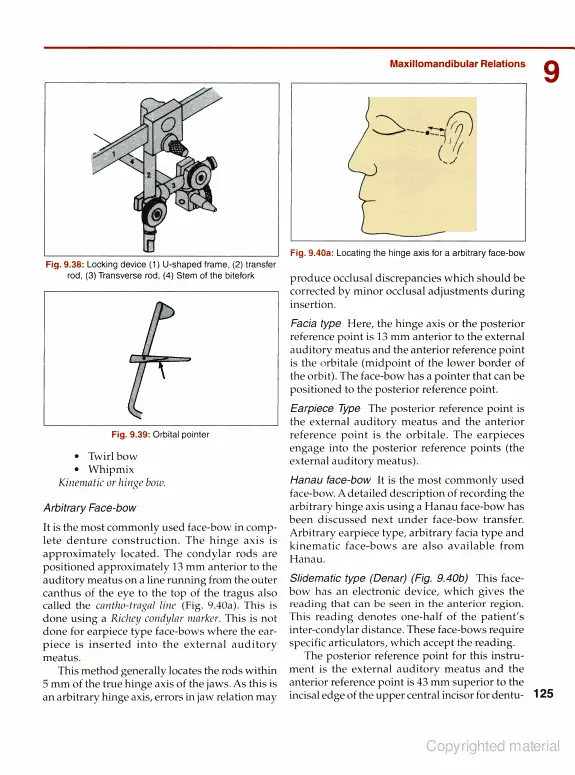 Maxillomandibular Relations
9
1
4
2
3
Fig. 9.38: Locking device (1) U-shaped frame, (2) transfer
rod, (3) Transverse rod, (4) Stem of the bitefork
Fig. 9.39: Orbital pointer
• Twirl bow
• Whipmix
Kinematic or hinge bow.
Arbitrary Face-bow
It is the most commonly used face-bow in comp-
lete denture construction. The hinge axis is
approximately located. The condylar rods are
positioned approximately 13 mm anterior to the
auditory meatus on a line running from the outer
canthus of the eye to the top of the tragus also
called the cantho-tragal line (Fig. 9.40a). This is
done using a Richey condylar marker. This is not
done for earpiece type face-bows where the ear-
piece is inserted into the external auditory
meatus.
This method generally locates the rods within
5 mm of the true hinge axis of the jaws. As this is
an arbitrary hinge axis, errors in jaw relation may
Fig. 9.40a: Locating the hinge axis for a arbitrary face-bow
produce occlusal discrepancies which should be
corrected by minor occlusal adjustments during
insertion.
Facia type Here, the hinge axis or the posterior
reference point is 13 mm anterior to the external
auditory meatus and the anterior reference point
is the orbitale (midpoint of the lower border of
the orbit). The face-bow has a pointer that can be
positioned to the posterior reference point.
Earpiece Type The posterior reference point is
the external auditory meatus and the anterior
reference point is the orbitale. The earpieces
engage into the posterior reference points (the
external auditory meatus).
Hanau face-bow It is the most commonly used
face-bow. A detailed description of recording the
arbitrary hinge axis using a Hanau face-bow has
been discussed next under face-bow transfer.
Arbitrary earpiece type, arbitrary facia type and
kinematic face-bows are also available from
Hanau.
Slidematic type (Denar) (Fig. 9.40b) This face-
bow has an electronic device, which gives the
reading that can be seen in the anterior region.
This reading denotes one-half of the patient's
inter-condylar distance. These face-bows require
specific articulators, which accept the reading.
The posterior reference point for this instru-
ment is the external auditory meatus and the
anterior reference point is 43 mm superior to the
incisal edge of the upper central incisor for dentu-
125
Copyrighted material